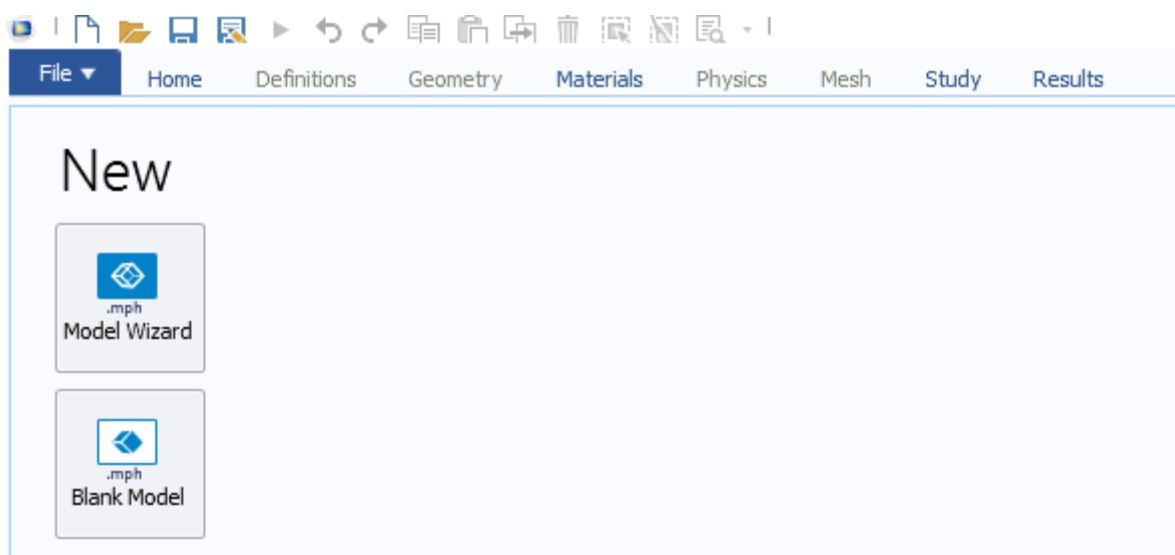 File Home Definitions Geometry Materials Physics Mesh Study Results
New
.mph
Model Wizard
.mph
Blank Model